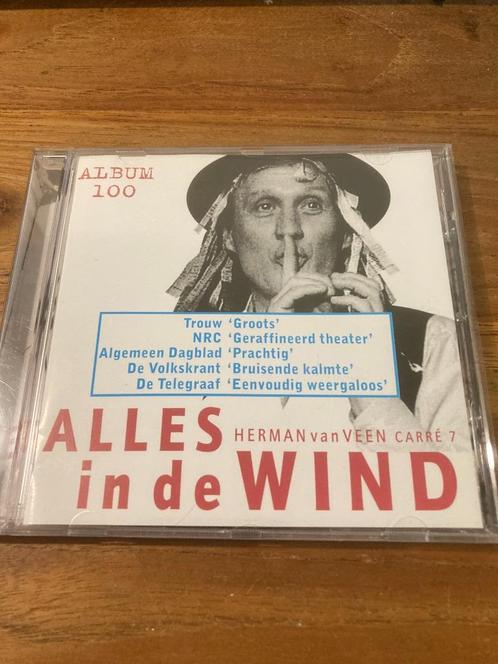 ALBUM
100
Trouw ‘Groots’
NRC ‘Geraffineerd theater’
Algemeen Dagblad ‘Prachtig’
De Volkskrant ‘Bruisende kalmte’
De Telegraaf ‘Eenvoudig weergaloos’
ALLES HERMAN van VEEN CARRÉ 7
in de WIND